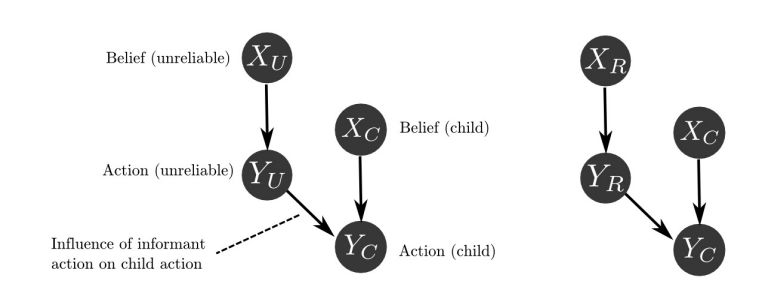 Belief (unreliable)
X_U
X_C
Belief (child)
Action (unreliable)
Y_U
Influence of informant
action on child action
Y_C
Action (child)
X_R
X_C
Y_R
Y_C